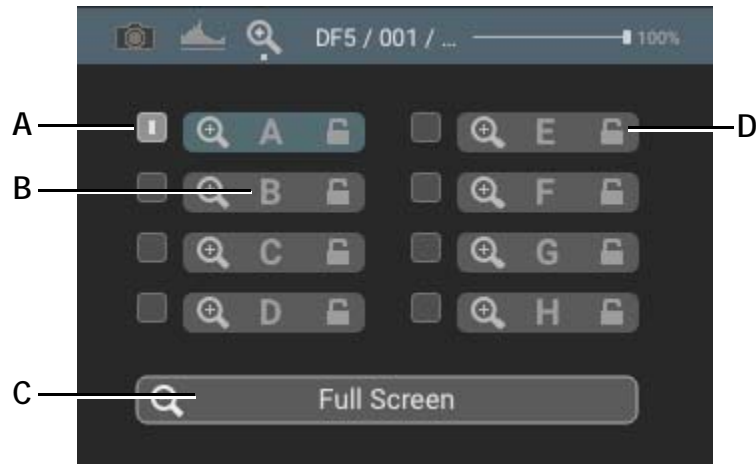 DF5 / 001 / ... 100%
A A E D
B B F
C G
D H
C Full Screen